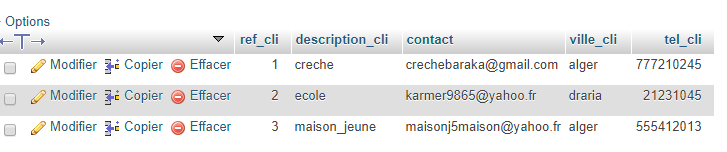 Options
←T→ ref_cli description_cli contact ville_cli tel_cli
Modifier Copier Effacer 1 creche crechebaraka@gmail.com alger 777210245
Modifier Copier Effacer 2 ecole karmer9865@yahoo.fr draria 21231045
Modifier Copier Effacer 3 maison_jeune maisonj5maison@yahoo.fr alger 555412013